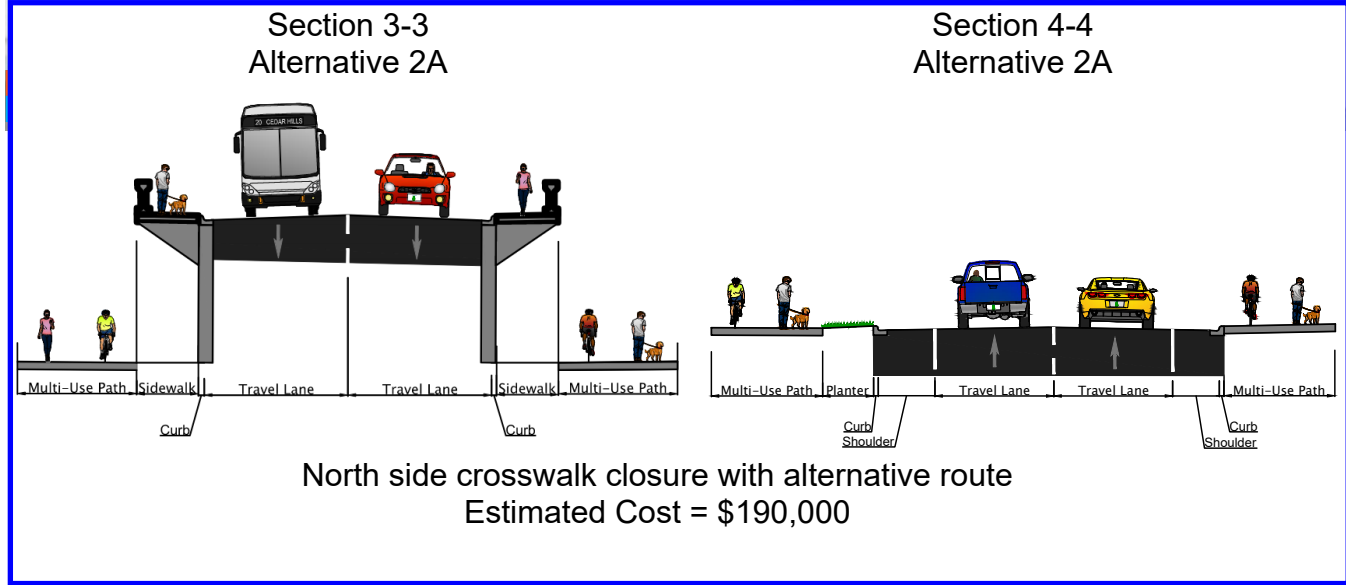 Section 3-3
Alternative 2A
20 CEDAR HILLS
Multi-Use Path
Sidewalk
Travel Lane
Travel Lane
Sidewalk
Multi-Use Path
Curb
Curb
Section 4-4
Alternative 2A
Multi-Use Path
Planter
Travel Lane
Travel Lane
Multi-Use Path
Curb
Shoulder
Curb
Shoulder
North side crosswalk closure with alternative route
Estimated Cost = $190,000